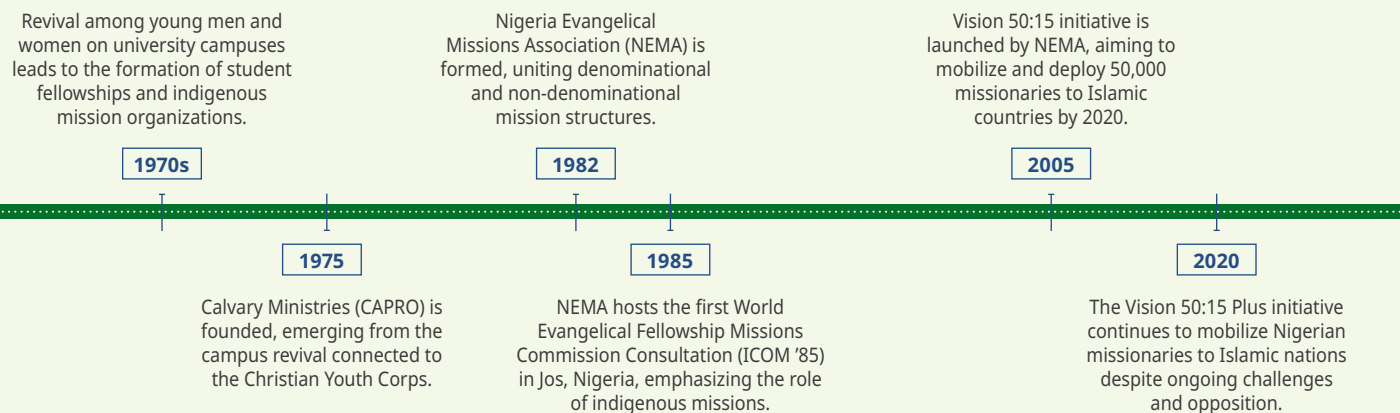 Revival among young men and
women on university campuses
leads to the formation of student
fellowships and indigenous
mission organizations.
1970s
1975
Calvary Ministries (CAPRO) is
founded, emerging from the
campus revival connected to
the Christian Youth Corps.
Nigeria Evangelical
Missions Association (NEMA) is
formed, uniting denominational
and non-denominational
mission structures.
1982
1985
NEMA hosts the first World
Evangelical Fellowship Missions
Commission Consultation (ICOM ’85)
in Jos, Nigeria, emphasizing the role
of indigenous missions.
Vision 50:15 initiative is
launched by NEMA, aiming to
mobilize and deploy 50,000
missionaries to Islamic
countries by 2020.
2005
2020
The Vision 50:15 Plus initiative
continues to mobilize Nigerian
missionaries to Islamic nations
despite ongoing challenges
and opposition.